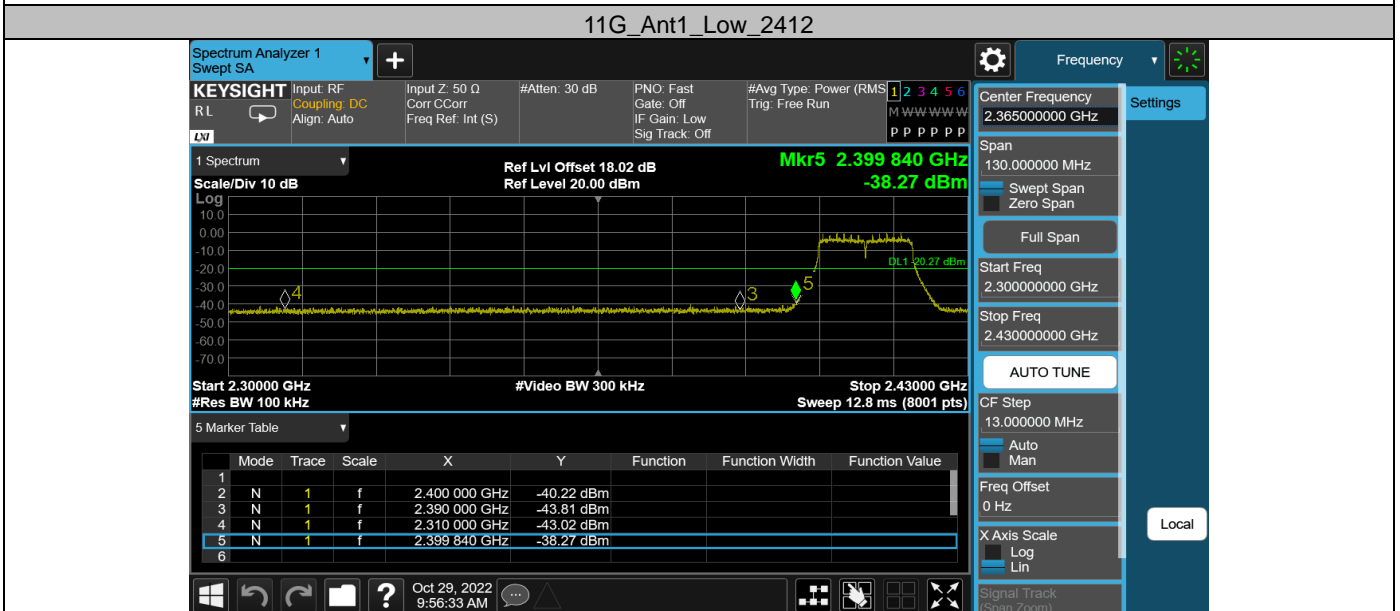 11G_Ant1_Low_2412
Spectrum Analyzer 1
Swept SA
+
Frequency
KEYSIGHT
RL
LXI
Input: RF
Coupling: DC
Align: Auto
Input Z: 50 Ω
Corr CCorr
Freq Ref: Int (S)
#Atten: 30 dB
PNO: Fast
Gate: Off
IF Gain: Low
Sig Track: Off
#Avg Type: Power (RMS
Trig: Free Run
1 2 3 4 5 6
M W W W W W
P P P P P P
1 Spectrum
Scale/Div 10 dB
Ref Lvl Offset 18.02 dB
Ref Level 20.00 dBm
Mkr5 2.399 840 GHz
-38.27 dBm
Log
10.0
0.00
-10.0
-20.0
-30.0
-40.0
-50.0
-60.0
-70.0
DL1 -20.27 dBm
4
3
5
Start 2.30000 GHz
#Res BW 100 kHz
#Video BW 300 kHz
Stop 2.43000 GHz
Sweep 12.8 ms (8001 pts)
5 Marker Table
Mode Trace Scale X Y Function Function Width Function Value
1
2 N 1 f 2.400 000 GHz -40.22 dBm
3 N 1 f 2.390 000 GHz -43.81 dBm
4 N 1 f 2.310 000 GHz -43.02 dBm
5 N 1 f 2.399 840 GHz -38.27 dBm
6
?
Oct 29, 2022
9:56:33 AM
Center Frequency
2.365000000 GHz
Settings
Span
130.000000 MHz
Swept Span
Zero Span
Full Span
Start Freq
2.300000000 GHz
Stop Freq
2.430000000 GHz
AUTO TUNE
CF Step
13.000000 MHz
Auto
Man
Freq Offset
0 Hz
X Axis Scale
Log
Lin
Local
Signal Track
(Span Zoom)